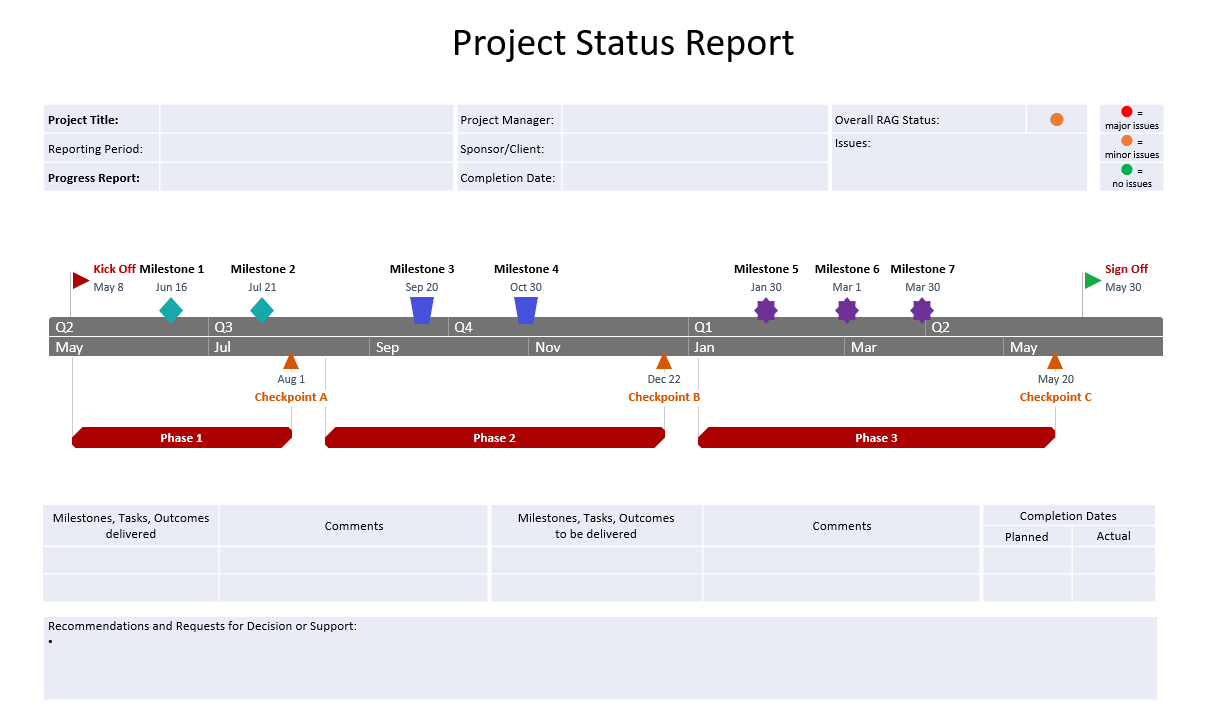 Project Status Report
Project Title:
Project Manager:
Overall RAG Status:
=
major issues
Reporting Period:
Sponsor/Client:
Issues:
=
minor issues
Progress Report:
Completion Date:
=
no issues
Kick Off
May 8
Milestone 1
Jun 16
Milestone 2
Jul 21
Milestone 3
Sep 20
Milestone 4
Oct 30
Milestone 5
Jan 30
Milestone 6
Mar 1
Milestone 7
Mar 30
Sign Off
May 30
Q2 Q3 Q4 Q1 Q2
May Jul Sep Nov Jan Mar May
Aug 1
Checkpoint A
Dec 22
Checkpoint B
May 20
Checkpoint C
Phase 1
Phase 2
Phase 3
Milestones, Tasks, Outcomes
delivered
Comments
Milestones, Tasks, Outcomes
to be delivered
Comments
Completion Dates
Planned
Actual
Recommendations and Requests for Decision or Support:
•